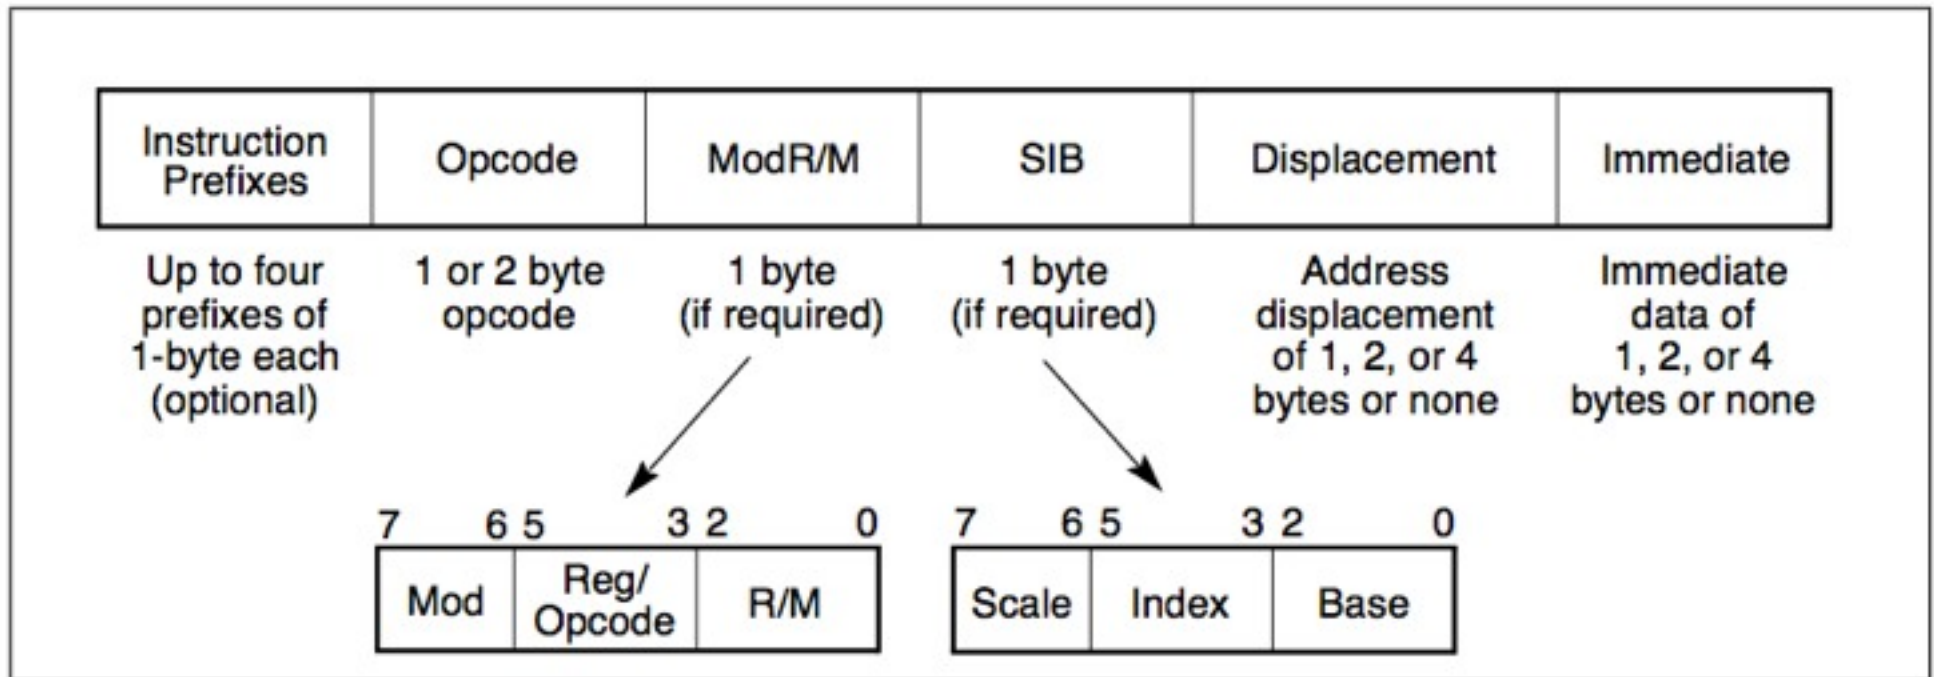 Instruction
Prefixes
Opcode
ModR/M
SIB
Displacement
Immediate
Up to four
prefixes of
1-byte each
(optional)
1 or 2 byte
opcode
1 byte
(if required)
1 byte
(if required)
Address
displacement
of 1, 2, or 4
bytes or none
Immediate
data of
1, 2, or 4
bytes or none
7 6 5 3 2 0
Mod
Reg/
Opcode
R/M
7 6 5 3 2 0
Scale
Index
Base